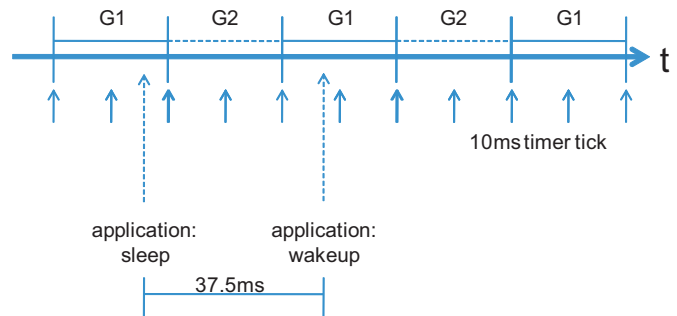 G1 G2 G1 G2 G1
t
10ms timer tick
application:
sleep
application:
wakeup
37.5ms